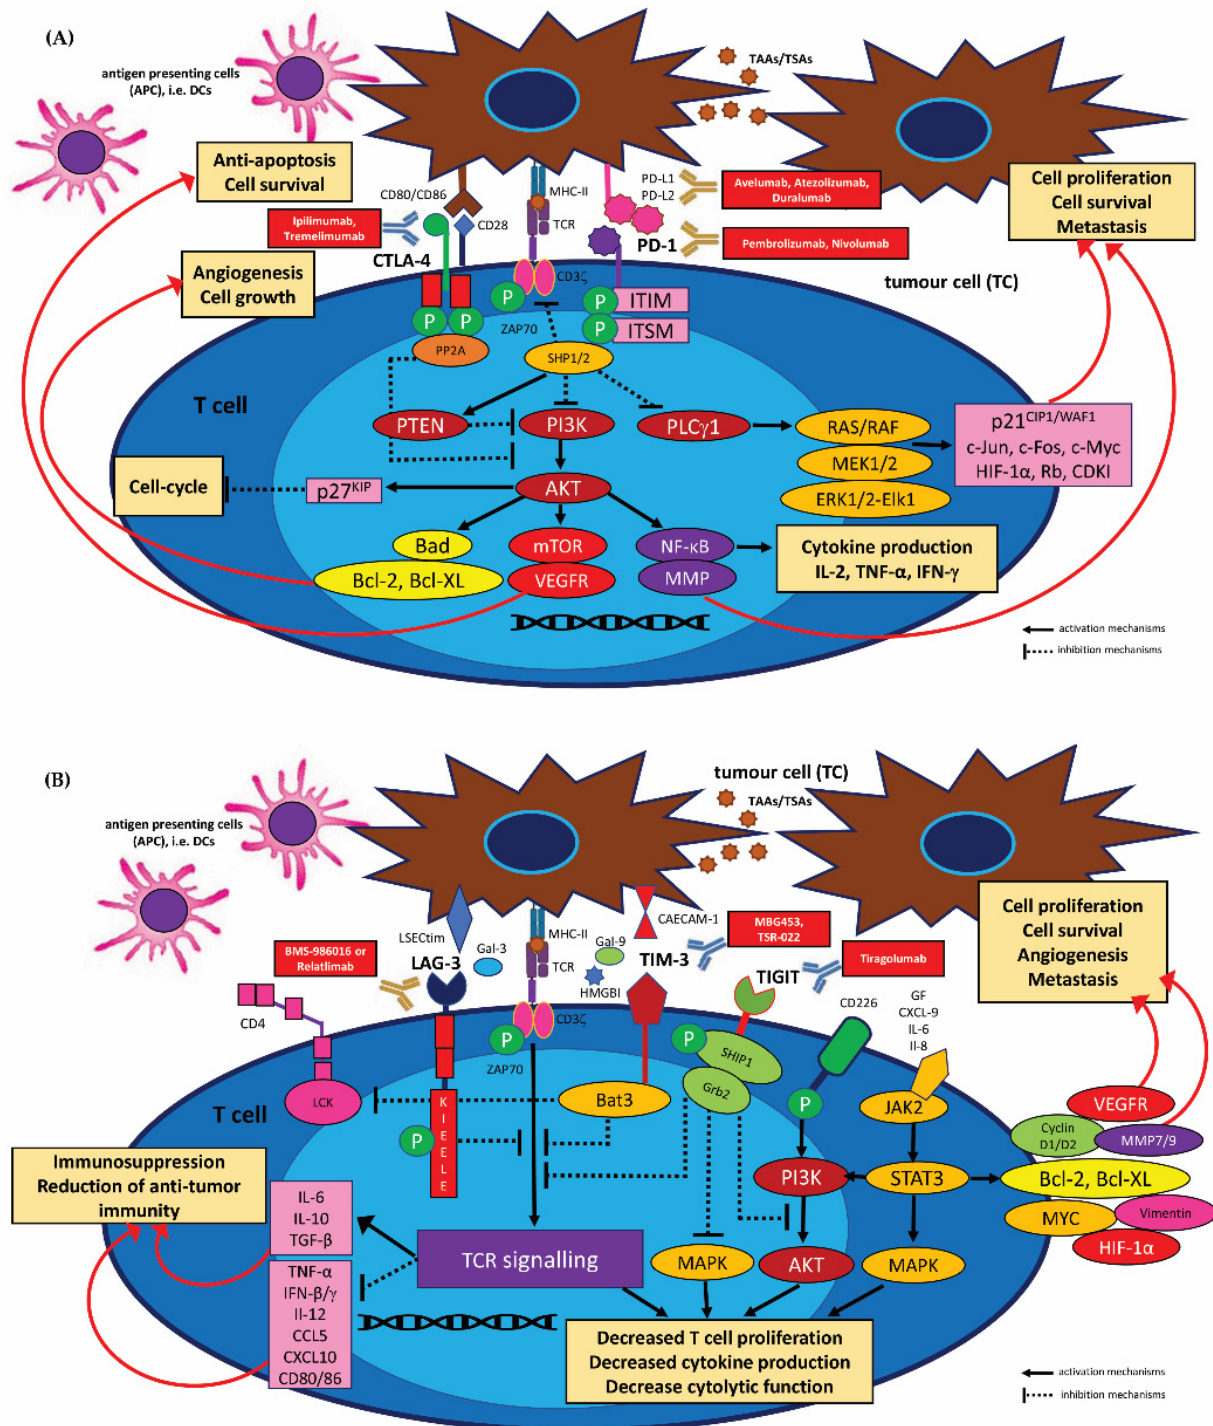 (A)
antigen presenting cells
(APC), i.e. DCs
TAAs/TSAs
Anti-apoptosis
Cell survival
CD80/CD86
MHC-II
PD-L1
PD-L2
Avelumab, Atezolizumab,
Duralumab
Cell proliferation
Cell survival
Metastasis
Ipilimumab,
Tremelimumab
CD28
TCR
CTLA-4
PD-1
Pembrolizumab, Nivolumab
Angiogenesis
Cell growth
CD3ζ
tumour cell (TC)
P
P
ITIM
P
P
ZAP70
P
ITSM
PP2A
SHP1/2
T cell
PTEN
PI3K
PLCγ1
RAS/RAF
MEK1/2
ERK1/2-Elk1
p21CIP1/WAF1
c-Jun, c-Fos, c-Myc
HIF-1α, Rb, CDKI
Cell-cycle
p27KIP
AKT
Bad
mTOR
NF-κB
Cytokine production
IL-2, TNF-α, IFN-γ
Bcl-2, Bcl-XL
VEGFR
MMP
activation mechanisms
inhibition mechanisms
(B)
tumour cell (TC)
TAAs/TSAs
antigen presenting cells
(APC), i.e. DCs
LSECtim
MHC-II
CAECAM-1
MBG453,
TSR-022
Cell proliferation
Cell survival
Angiogenesis
Metastasis
BMS-986016 or
Relatlimab
Gal-3
Gal-9
LAG-3
TCR
TIM-3
Tiragolumab
HMGBI
TIGIT
CD4
CD3ζ
CD226
GF
CXCL-9
IL-6
Il-8
P
ZAP70
P
SHIP1
Grb2
T cell
LCK
K
I
E
E
L
E
P
Bat3
P
JAK2
VEGFR
Cyclin
D1/D2
MMP7/9
Immunosuppression
Reduction of anti-tumor
immunity
PI3K
STAT3
Bcl-2, Bcl-XL
IL-6
IL-10
TGF-β
MYC
Vimentin
HIF-1α
TCR signalling
MAPK
AKT
MAPK
TNF-α
IFN-β/γ
Il-12
CCL5
CXCL10
CD80/86
Decreased T cell proliferation
Decreased cytokine production
Decrease cytolytic function
activation mechanisms
inhibition mechanisms